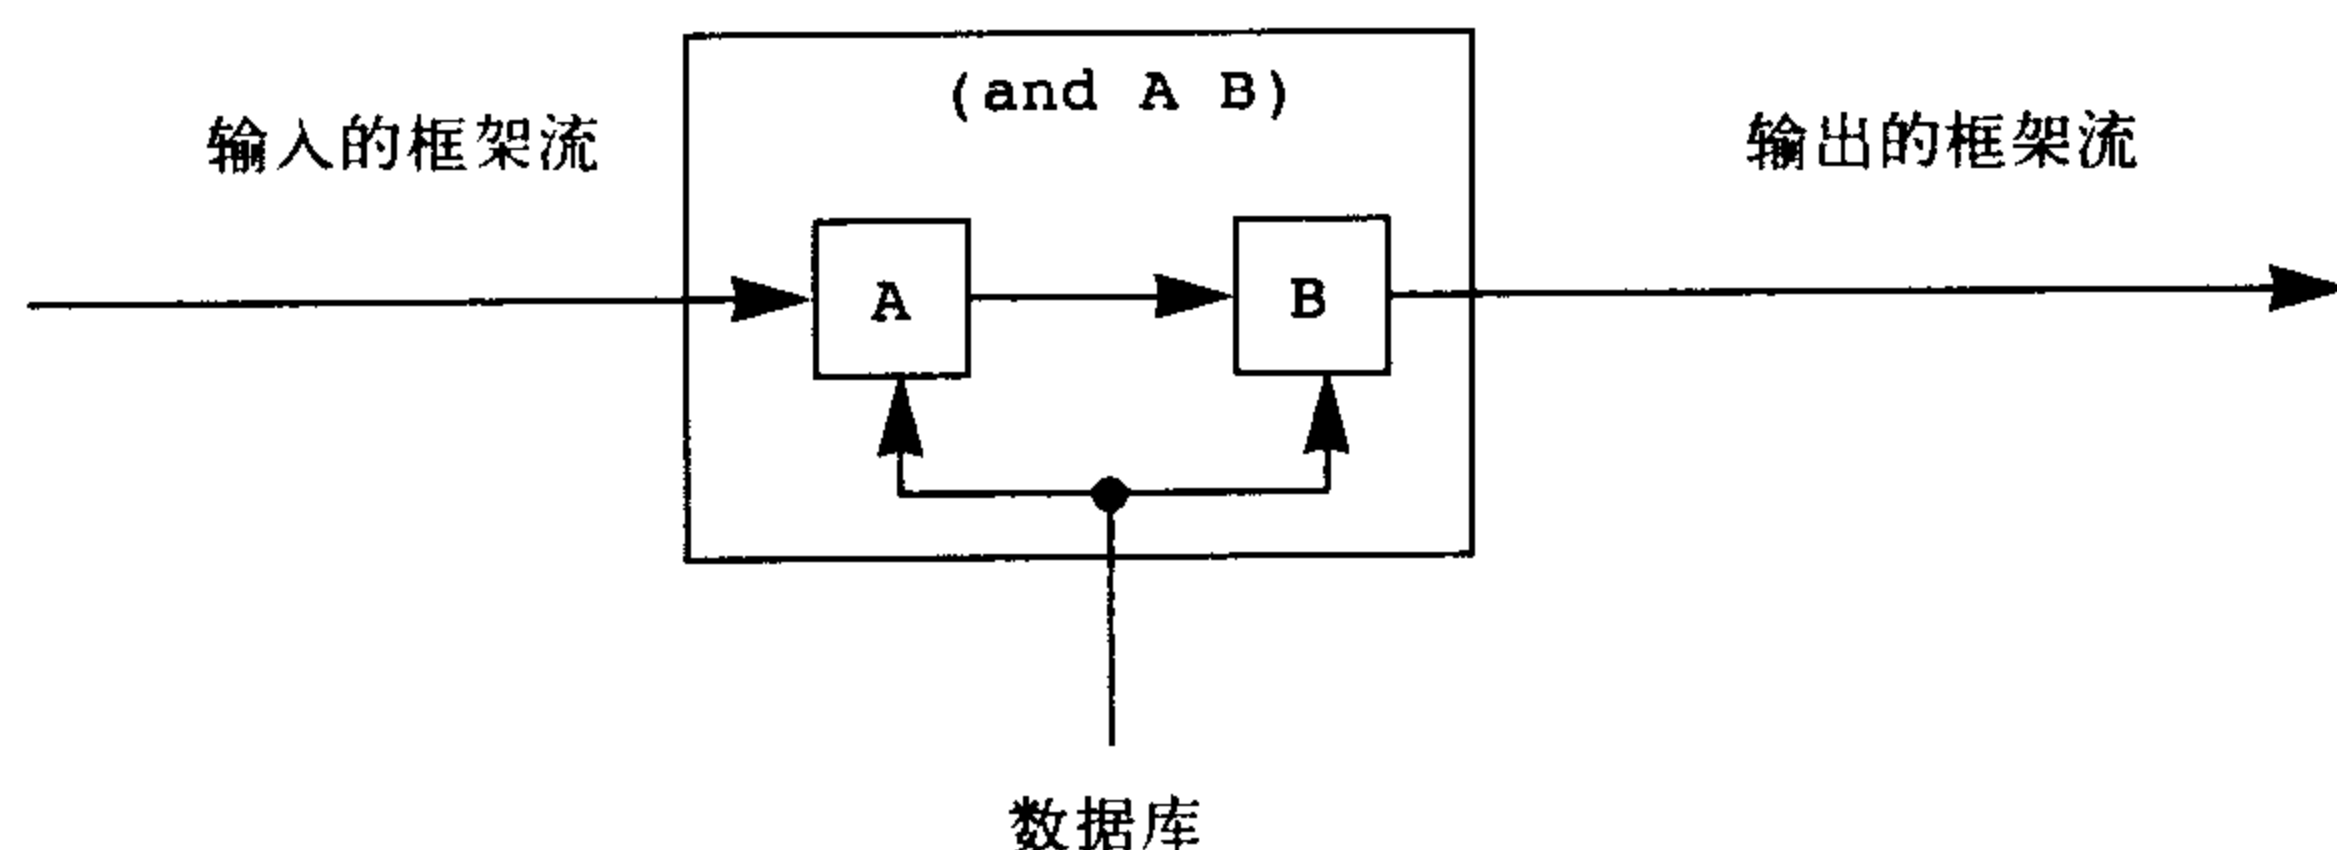 (and A B)
输入的框架流
输出的框架流
A
B
数据库